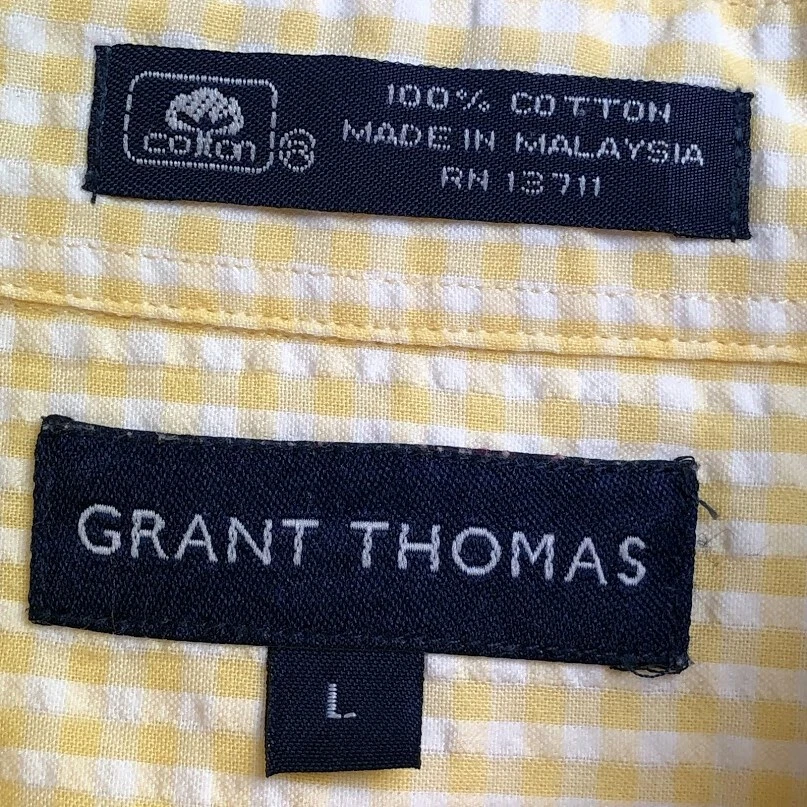 cotton ®
100% COTTON
MADE IN MALAYSIA
RN 13711
GRANT THOMAS
L